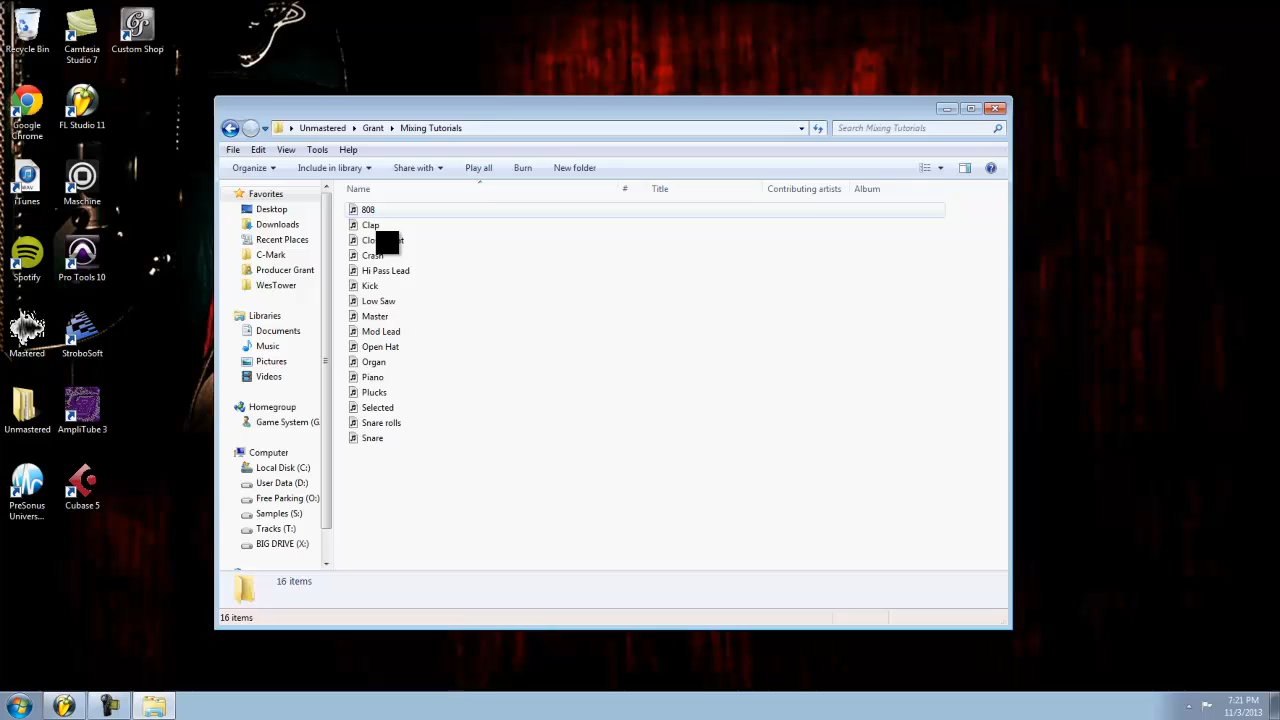 Recycle Bin
Camtasia Studio 7
Custom Shop
Google Chrome
FL Studio 11
iTunes
Maschine
Spotify
Pro Tools 10
Mastered
StroboSoft
Unmastered
AmpliTube 3
PreSonus Univers...
Cubase 5
Unmastered Grant Mixing Tutorials
Search Mixing Tutorials
File Edit View Tools Help
Organize Include in library Share with Play all Burn New folder
Name # Title Contributing artists Album
Favorites
Desktop
Downloads
Recent Places
C-Mark
Producer Grant
WesTower
Libraries
Documents
Music
Pictures
Videos
Homegroup
Game System (G
Computer
Local Disk (C:)
User Data (D:)
Free Parking (O:)
Samples (S:)
Tracks (T:)
BIG DRIVE (X:)
808
Clap
Crash
Hi Pass Lead
Kick
Low Saw
Master
Mod Lead
Open Hat
Organ
Piano
Plucks
Selected
Snare rolls
Snare
16 items
16 items
7:21 PM
11/3/2013